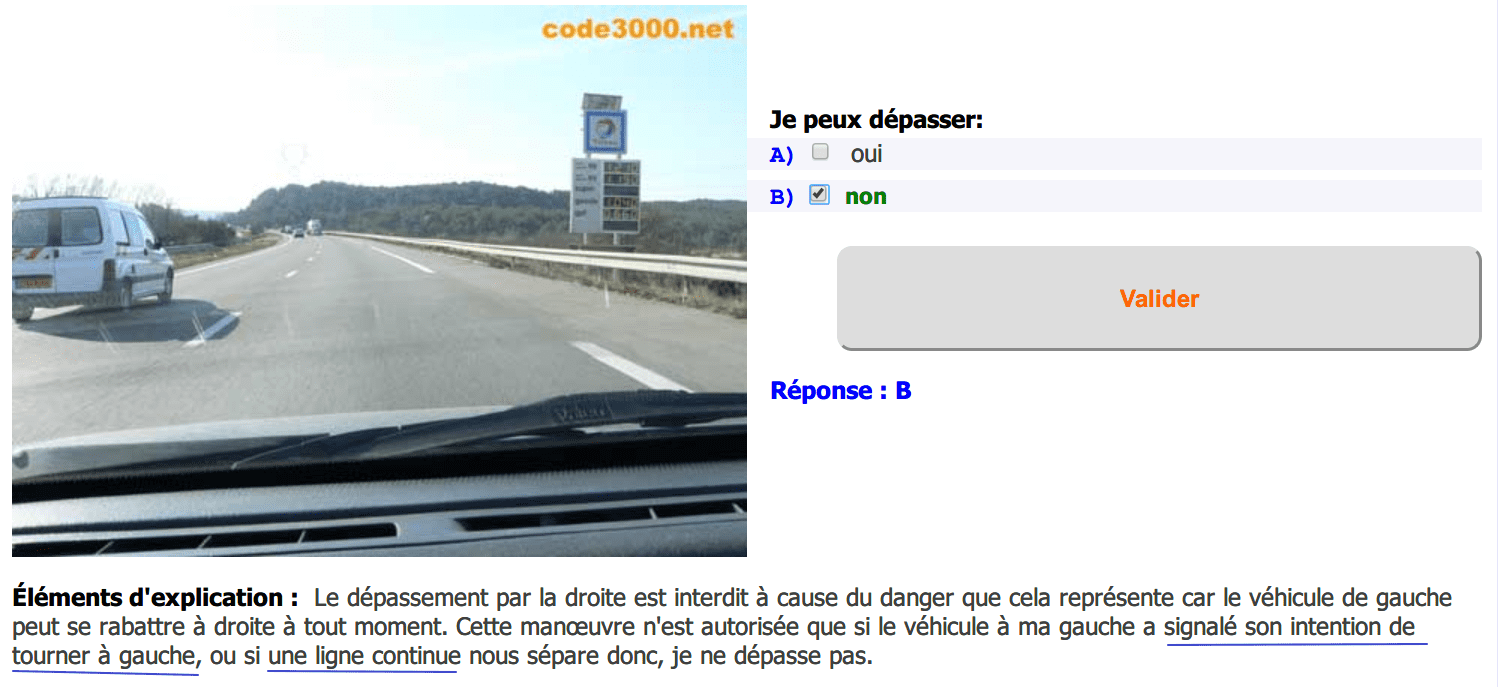 code3000.net
Je peux dépasser:
A) oui
B) non
Valider
Réponse : B
Éléments d'explication : Le dépassement par la droite est interdit à cause du danger que cela représente car le véhicule de gauche
peut se rabattre à droite à tout moment. Cette manœuvre n'est autorisée que si le véhicule à ma gauche a signalé son intention de
tourner à gauche, ou si une ligne continue nous sépare donc, je ne dépasse pas.